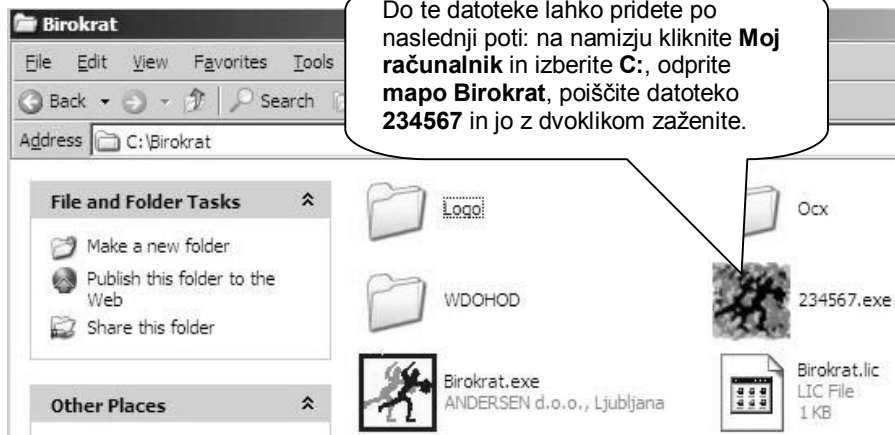 Birokrat
Do te datoteke lahko pridete po
naslednji poti: na namizju kliknite Moj
računalnik in izberite C:, odprite
mapo Birokrat, poiščite datoteko
234567 in jo z dvoklikom zaženite.
File Edit View Favorites Tools
Back Search
Address C:\Birokrat
File and Folder Tasks
Make a new folder
Publish this folder to the
Web
Share this folder
Other Places
Logo
Ocx
WDOHOD
234567.exe
Birokrat.exe
ANDERSEN d.o.o., Ljubljana
Birokrat.lic
LIC File
1 KB